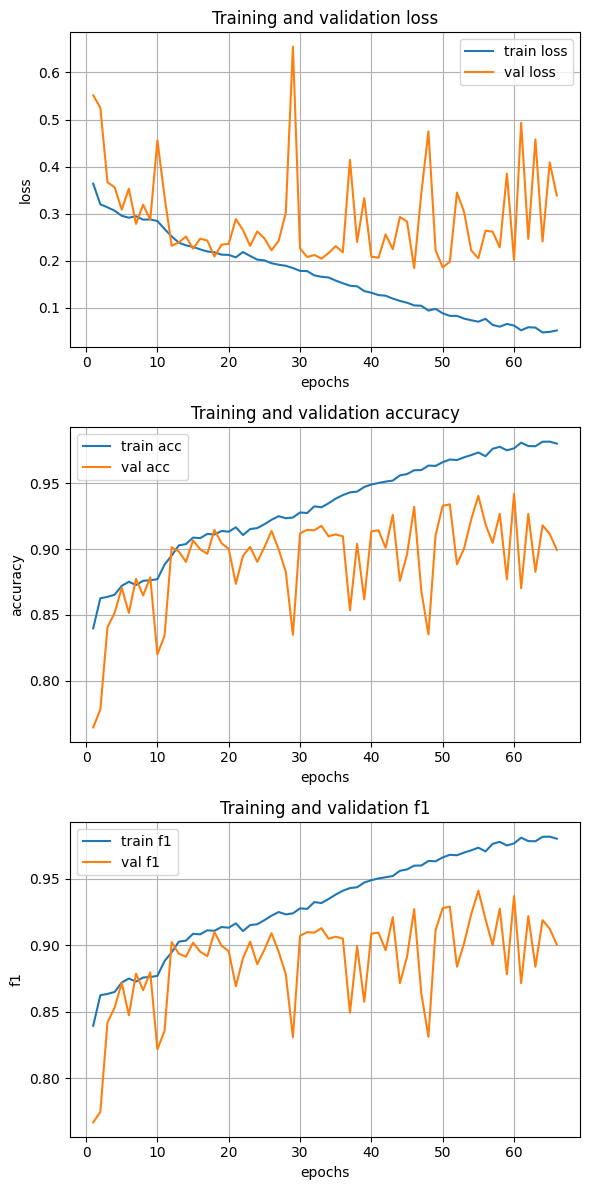 Training and validation loss
train loss
val loss
0.6
0.5
0.4
0.3
0.2
0.1
loss
0 10 20 30 40 50 60
epochs
Training and validation accuracy
train acc
val acc
0.95
0.90
0.85
0.80
accuracy
0 10 20 30 40 50 60
epochs
Training and validation f1
train f1
val f1
0.95
0.90
0.85
0.80
f1
0 10 20 30 40 50 60
epochs